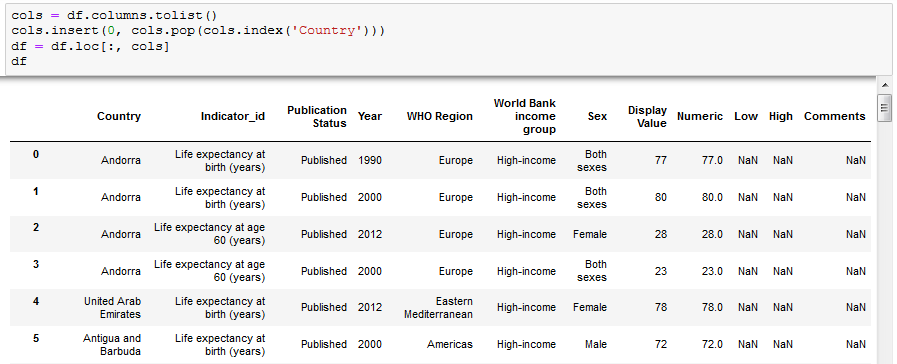 cols = df.columns.tolist()
cols.insert(0, cols.pop(cols.index('Country')))
df = df.loc[:, cols]
df
Country Indicator_id Publication Status Year WHO Region World Bank income group Sex Display Value Numeric Low High Comments
0 Andorra Life expectancy at birth (years) Published 1990 Europe High-income Both sexes 77 77.0 NaN NaN NaN
1 Andorra Life expectancy at birth (years) Published 2000 Europe High-income Both sexes 80 80.0 NaN NaN NaN
2 Andorra Life expectancy at age 60 (years) Published 2012 Europe High-income Female 28 28.0 NaN NaN NaN
3 Andorra Life expectancy at age 60 (years) Published 2000 Europe High-income Both sexes 23 23.0 NaN NaN NaN
4 United Arab Emirates Life expectancy at birth (years) Published 2012 Eastern Mediterranean High-income Female 78 78.0 NaN NaN NaN
5 Antigua and Barbuda Life expectancy at birth (years) Published 2000 Americas High-income Male 72 72.0 NaN NaN NaN